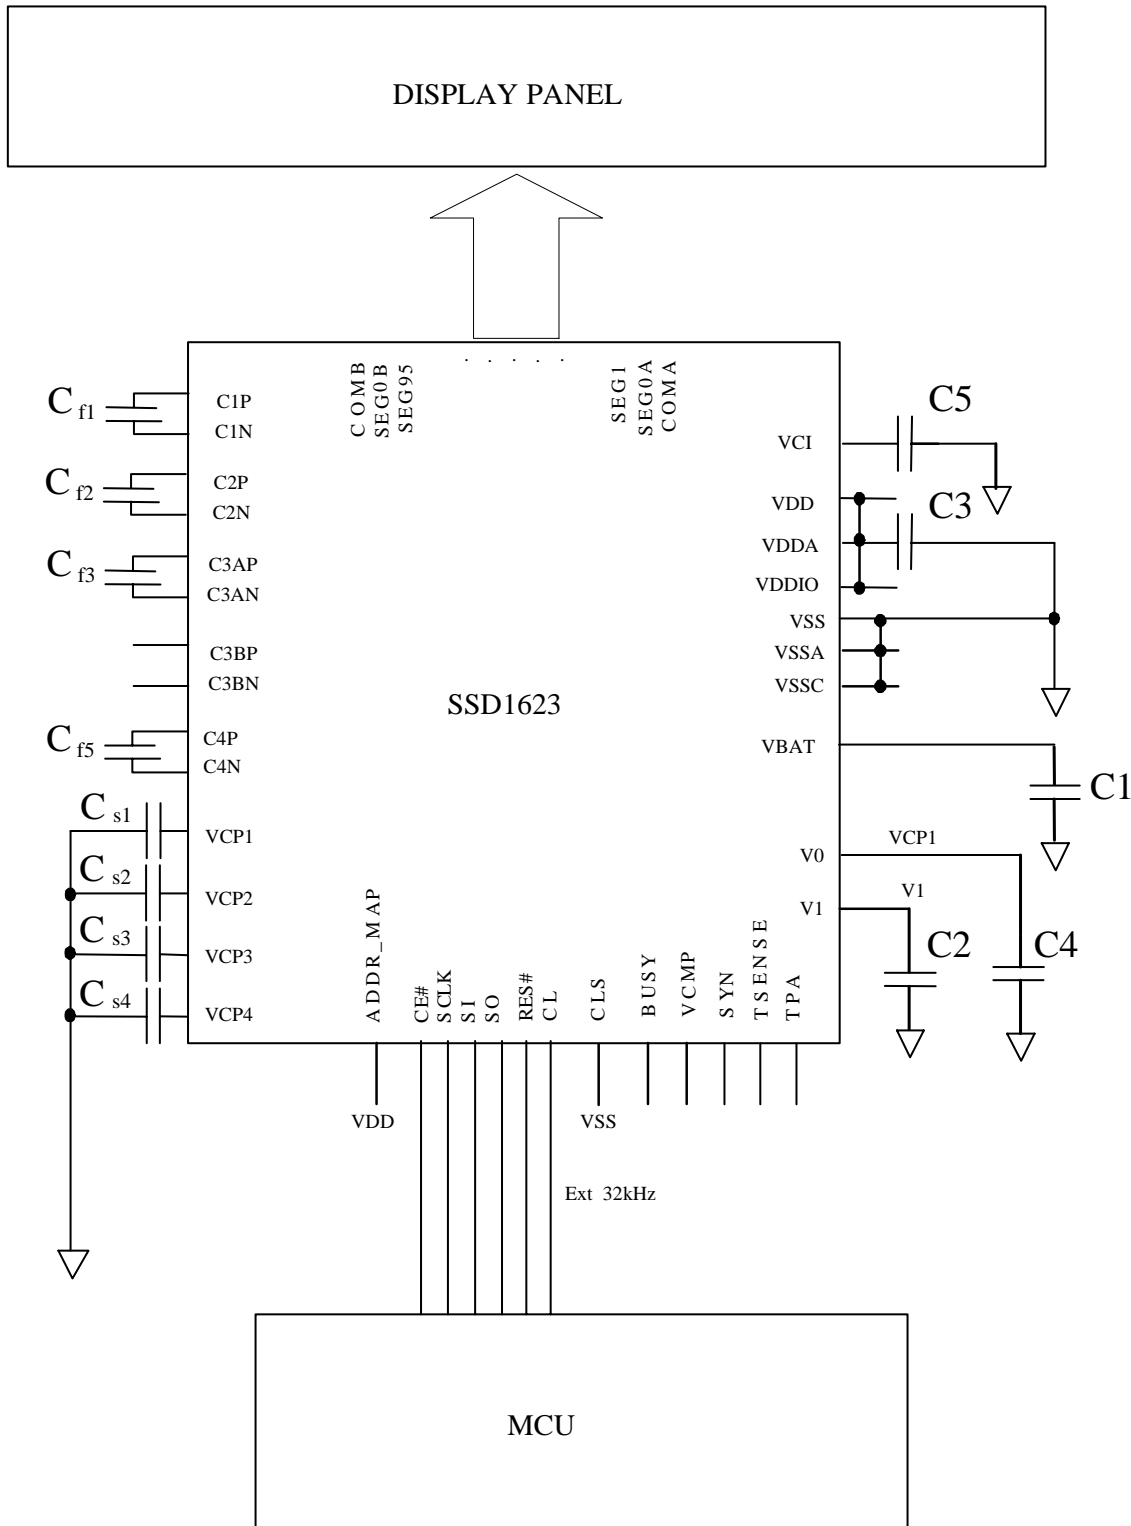 DISPLAY PANEL
COMB
SEG0B
SEG95
. . . . .
SEG1
SEG0A
COMA
C f1
C1P
C1N
C f2
C2P
C2N
C f3
C3AP
C3AN
C3BP
C3BN
C f5
C4P
C4N
C s1
VCP1
C s2
VCP2
C s3
VCP3
C s4
VCP4
SSD1623
VCI
C5
VDD
C3
VDDA
VDDIO
VSS
VSSA
VSSC
VBAT
C1
V0
VCP1
V1
V1
C2
C4
ADDR_MAP
CE#
SCLK
SI
SO
RES#
CL
CLS
BUSY
VCMP
SYN
TSENSE
TPA
VDD
VSS
Ext 32kHz
MCU